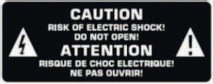 CAUTION
RISK OF ELECTRIC SHOCK!
DO NOT OPEN!
ATTENTION
RISQUE DE CHOC ELECTRIQUE!
NE PAS OUVRIR!